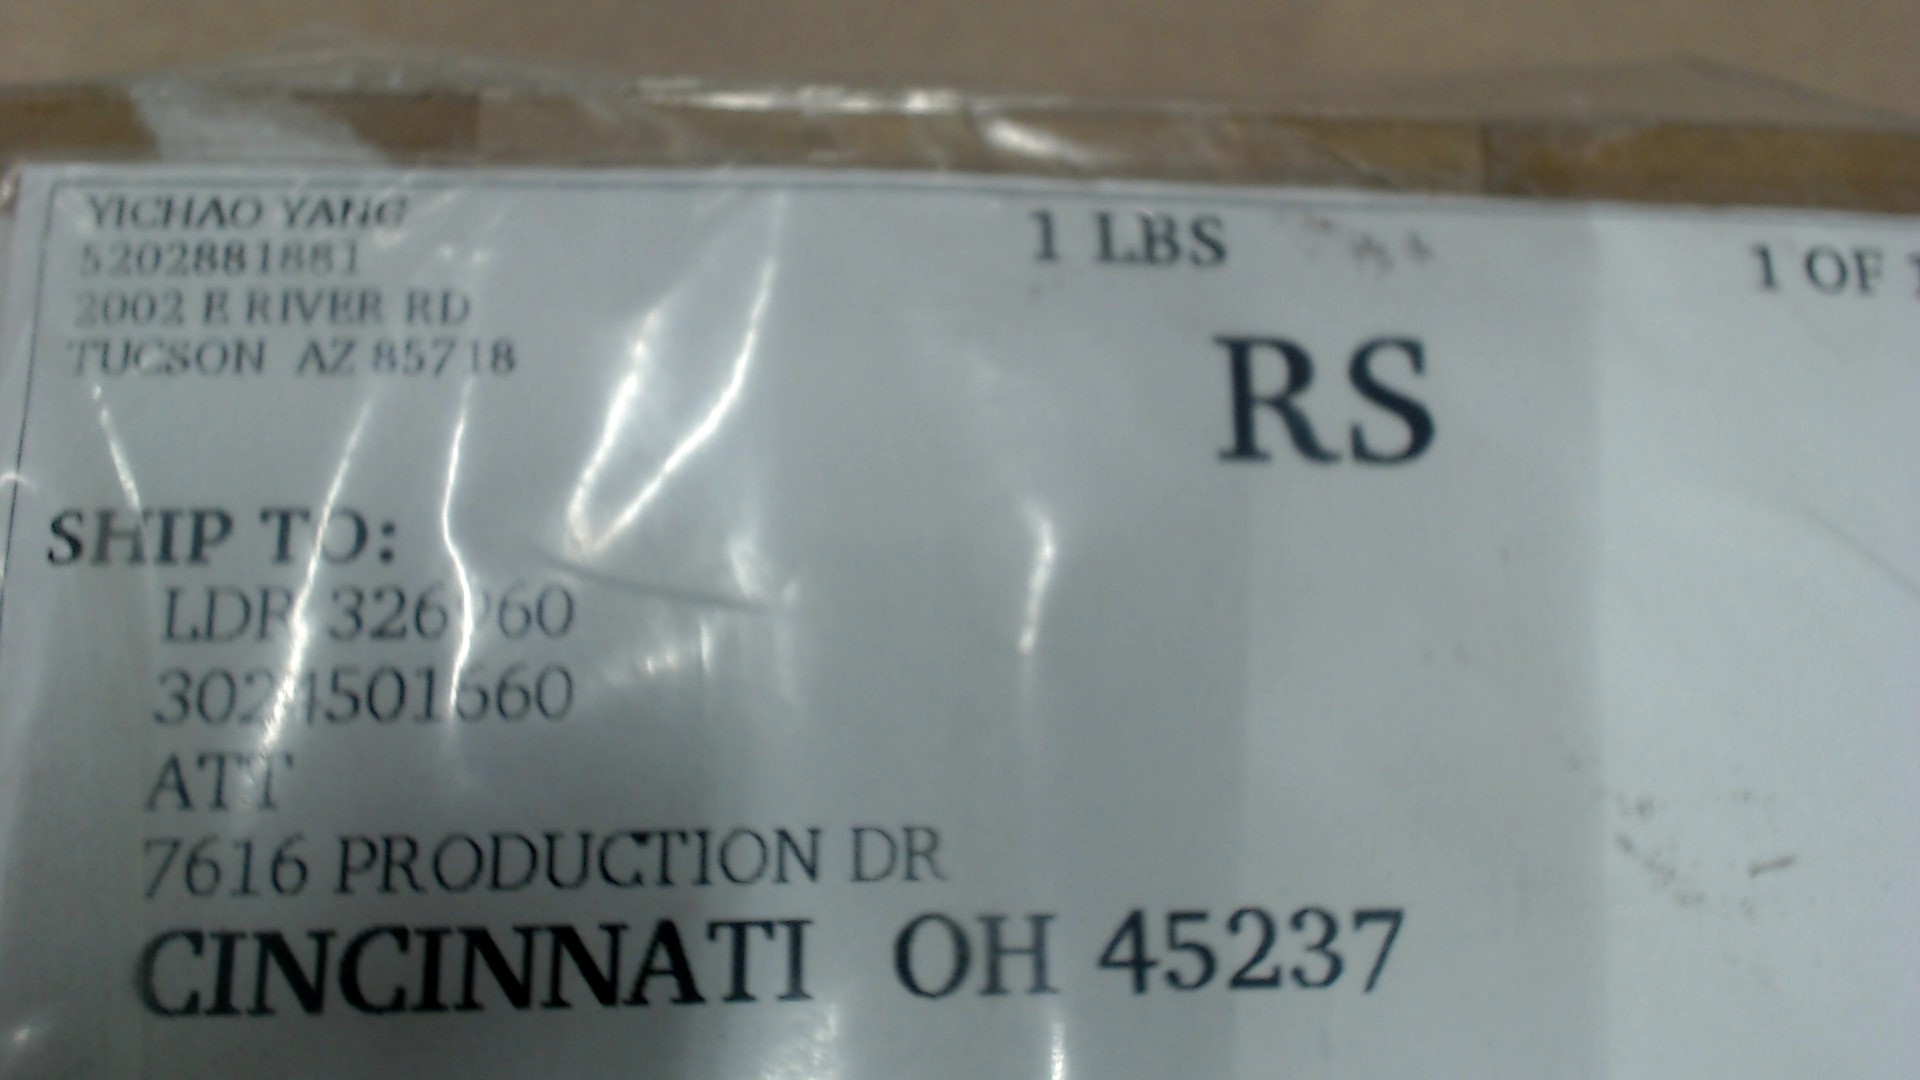 YICHAO YANG
5202881881
2002 E RIVER RD
TUCSON AZ 85718
1 LBS
1 OF
RS
SHIP TO:
LDR
ATT
7616 PRODUCTION DR
CINCINNATI OH 45237